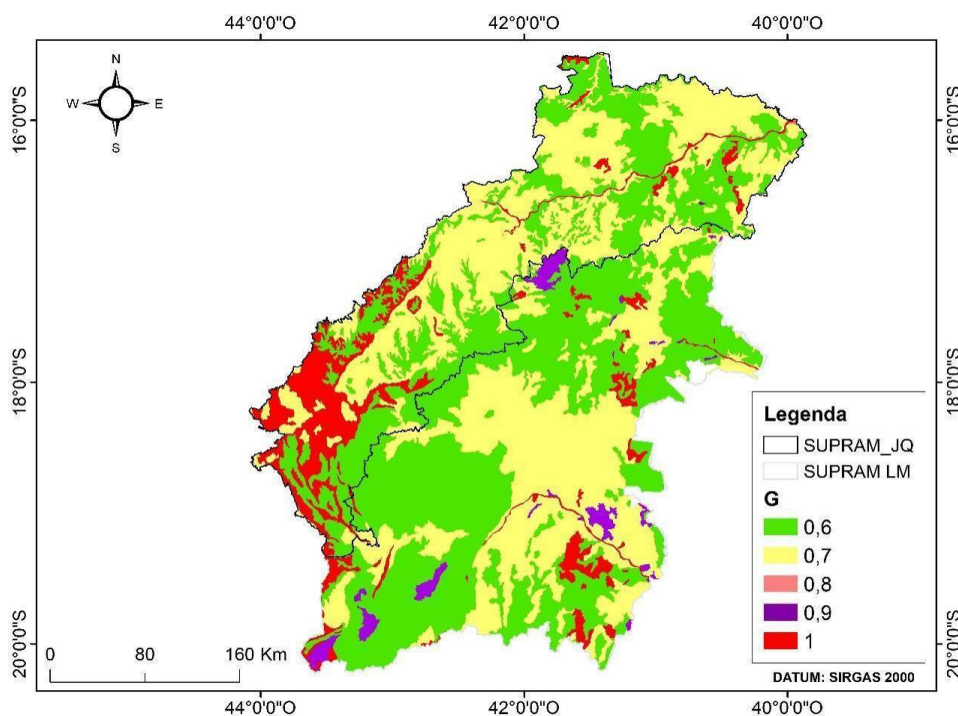 44°0'0"O 42°0'0"O 40°0'0"O
N
W E
S
16°0'0"S 16°0'0"S
18°0'0"S 18°0'0"S
Legenda
SUPRAM_JQ
SUPRAM LM
G
0,6
0,7
0,8
0,9
1
20°0'0"S 20°0'0"S
0 80 160 Km
DATUM: SIRGAS 2000
44°0'0"O 42°0'0"O 40°0'0"O